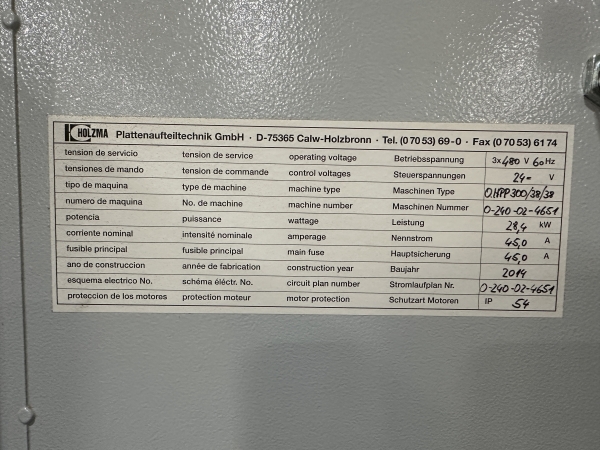 HOLZMA Plattenaufteiltechnik GmbH · D-75365 Calw-Holzbronn · Tel. (0 70 53) 69-0 · Fax (0 70 53) 61 74
tension de servicio tension de service operating voltage Betriebsspannung 3x480 V 60Hz
tensiones de mando tension de commande control voltages Steuerspannungen 24= V
tipo de maquina type de machine machine type Maschinen Type OHPP300/38/38
numero de maquina No. de machine machine number Maschinen Nummer 0-240-02-4651
potencia puissance wattage Leistung 28,4 kW
corriente nominal intensité nominale amperage Nennstrom 45,0 A
fusible principal fusible principal main fuse Hauptsicherung 45,0 A
ano de construccion année de fabrication construction year Baujahr 2014
esquema electrico No. schéma éléctr. No. circuit plan number Stromlaufplan Nr. 0-240-02-4651
proteccion de los motores protection moteur motor protection Schutzart Motoren IP 54